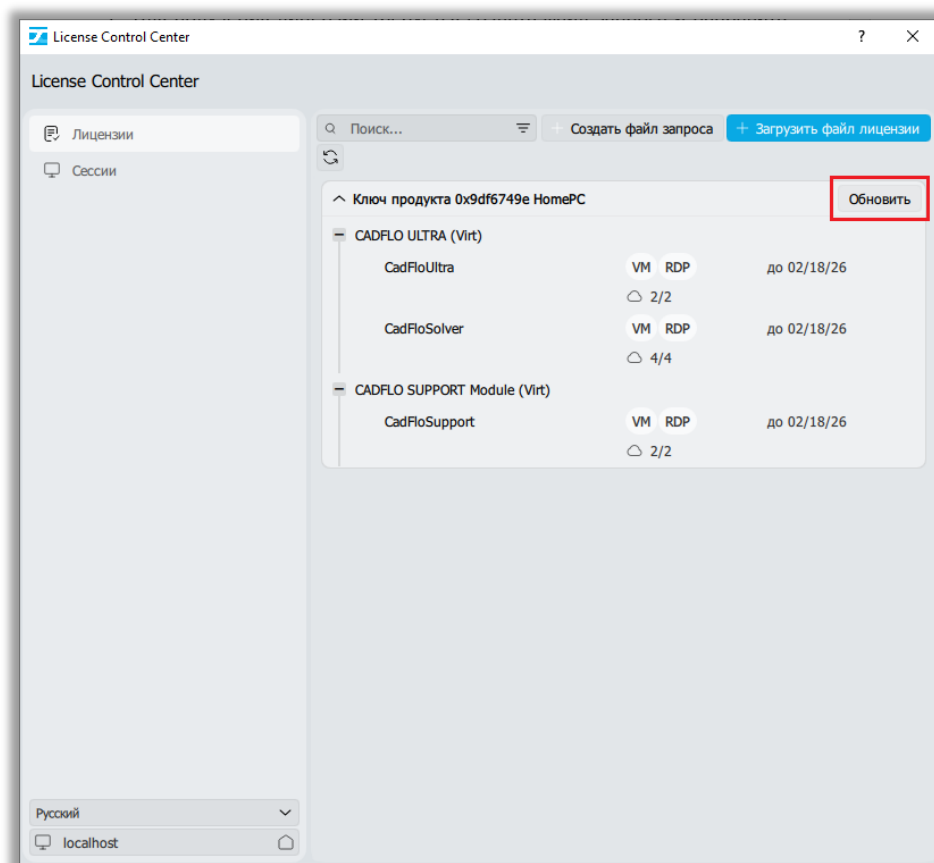 License Control Center
?
License Control Center
Лицензии
Сессии
Поиск...
Создать файл запроса
Загрузить файл лицензии
Ключ продукта 0x9df6749e HomePC
Обновить
CADFLO ULTRA (Virt)
CadFloUltra VM RDP до 02/18/26
2/2
CadFloSolver VM RDP до 02/18/26
4/4
CADFLO SUPPORT Module (Virt)
CadFloSupport VM RDP до 02/18/26
2/2
Русский
localhost